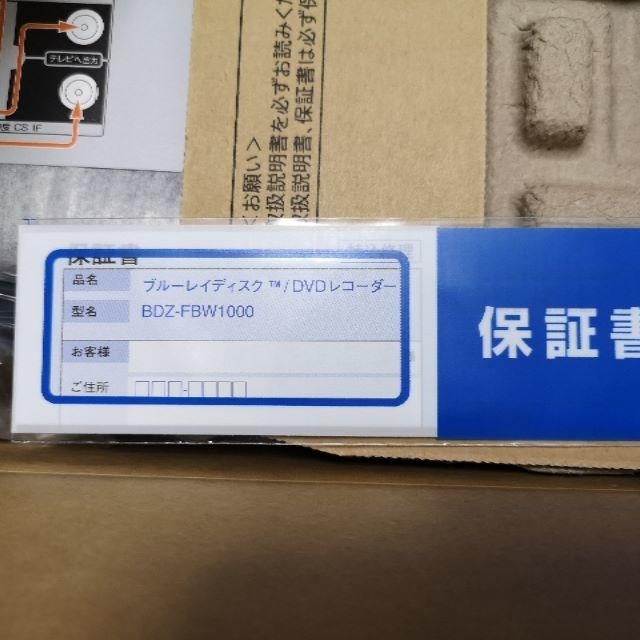 テレビへ出力
度 CS IF
＜お願い＞
取扱説明書を必ずお読みくだ
取扱説明書、保証書は必ず保
保証書
品名 ブルーレイディスク™/DVDレコーダー
型名 BDZ-FBW1000
お客様
ご住所 □□□-□□□□
保証書